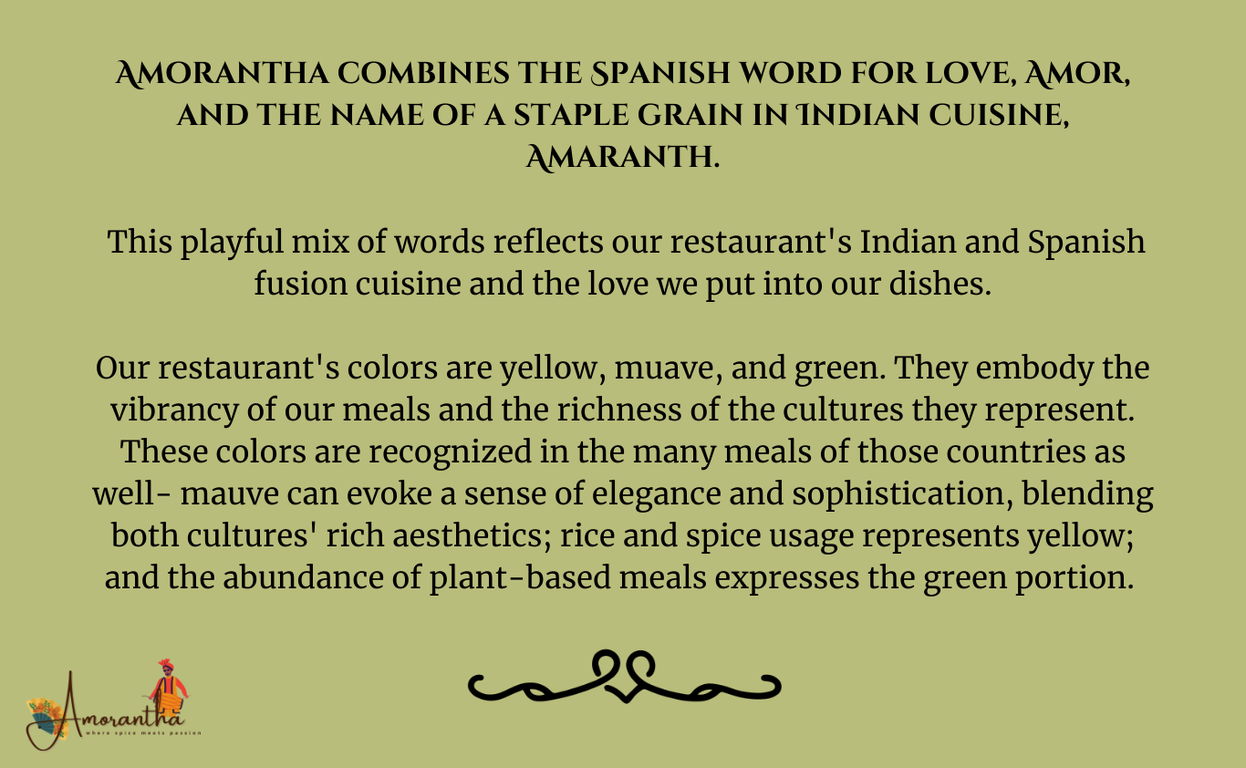 Amorantha combines the Spanish word for love, Amor,
and the name of a staple grain in Indian cuisine,
Amaranth.
This playful mix of words reflects our restaurant's Indian and Spanish
fusion cuisine and the love we put into our dishes.
Our restaurant's colors are yellow, muave, and green. They embody the
vibrancy of our meals and the richness of the cultures they represent.
These colors are recognized in the many meals of those countries as
well- mauve can evoke a sense of elegance and sophistication, blending
both cultures' rich aesthetics; rice and spice usage represents yellow;
and the abundance of plant-based meals expresses the green portion.
Amorantha
where spice meets passion